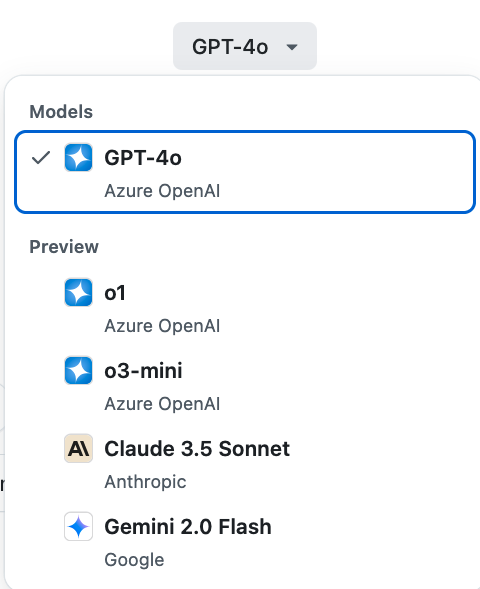 GPT-4o
Models
GPT-4o
Azure OpenAI
Preview
o1
Azure OpenAI
o3-mini
Azure OpenAI
Claude 3.5 Sonnet
Anthropic
Gemini 2.0 Flash
Google